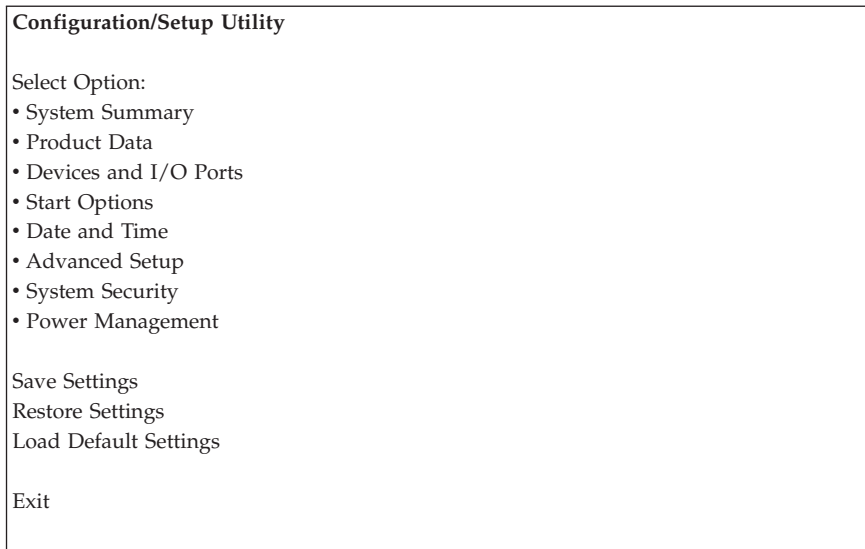 Configuration/Setup Utility
Select Option:
• System Summary
• Product Data
• Devices and I/O Ports
• Start Options
• Date and Time
• Advanced Setup
• System Security
• Power Management
Save Settings
Restore Settings
Load Default Settings
Exit